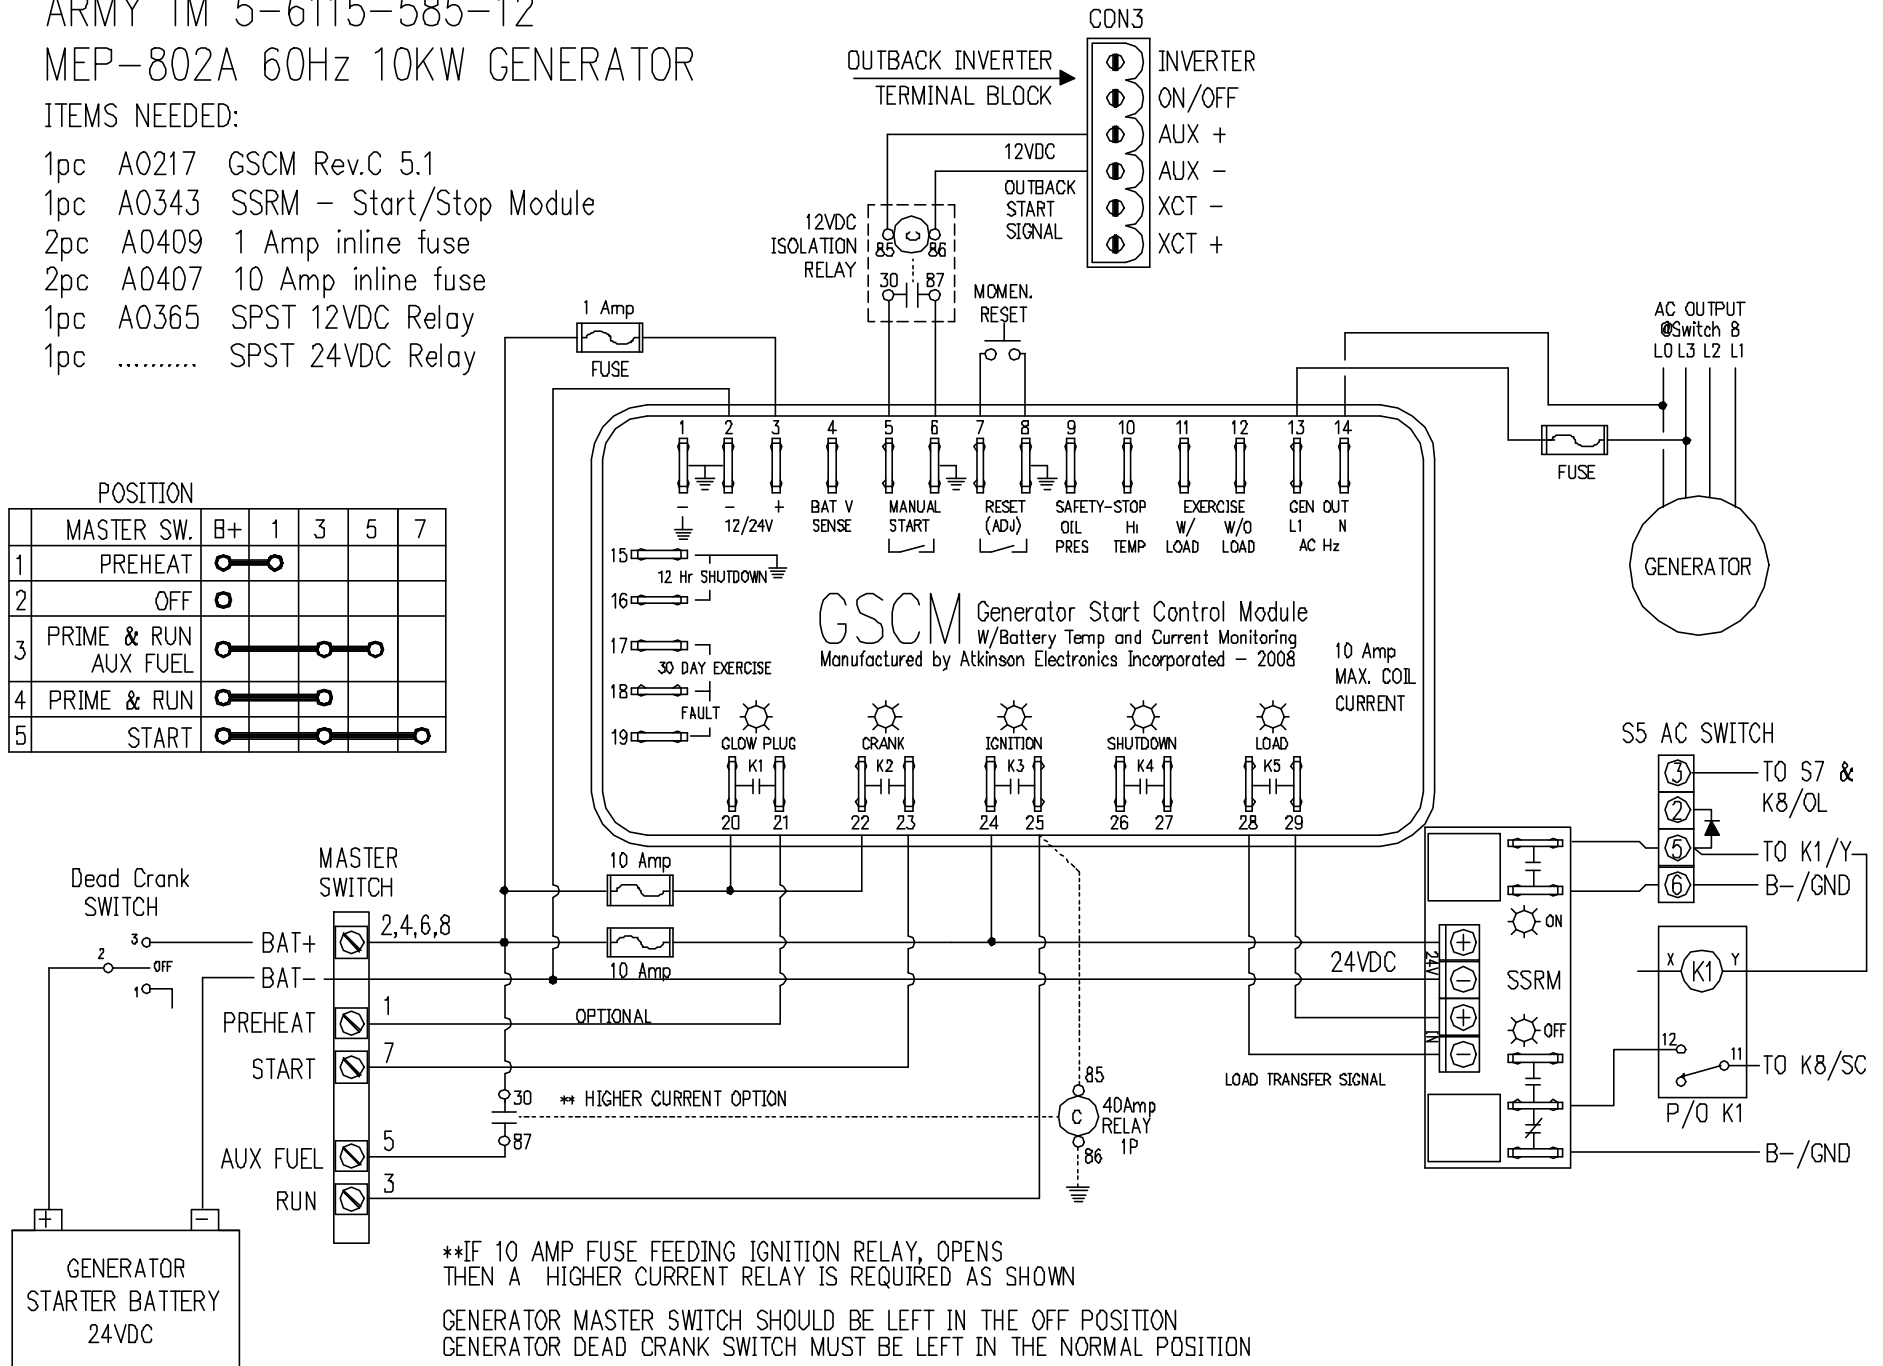 ARMY TM 5-6115-585-12
MEP-802A 60Hz 10KW GENERATOR
ITEMS NEEDED:
1pc A0217 GSCM Rev.C 5.1
1pc A0343 SSRM - Start/Stop Module
2pc A0409 1 Amp inline fuse
2pc A0407 10 Amp inline fuse
1pc A0365 SPST 12VDC Relay
1pc .......... SPST 24VDC Relay
CON3
OUTBACK INVERTER
TERMINAL BLOCK
INVERTER
ON/OFF
AUX +
AUX -
XCT -
XCT +
12VDC
OUTBACK
START
SIGNAL
12VDC
ISOLATION
RELAY
C
85 86
30 87
MOMEN.
RESET
1 Amp
FUSE
AC OUTPUT
@Switch 8
L0 L3 L2 L1
FUSE
GENERATOR
POSITION
MASTER SW. B+ 1 3 5 7
1 PREHEAT
2 OFF
3 PRIME & RUN
AUX FUEL
4 PRIME & RUN
5 START
1 2 3 4 5 6 7 8 9 10 11 12 13 14
- - +
12/24V
BAT V
SENSE
MANUAL
START
RESET
(ADJ)
SAFETY-STOP
OIL
PRES
Hi
TEMP
EXERCISE
W/
LOAD
W/O
LOAD
GEN OUT
L1 N
AC Hz
15
12 Hr SHUTDOWN
16
17
30 DAY EXERCISE
18
FAULT
19
GSCM Generator Start Control Module
W/Battery Temp and Current Monitoring
Manufactured by Atkinson Electronics Incorporated - 2008
10 Amp
MAX. COIL
CURRENT
GLOW PLUG
K1
CRANK
K2
IGNITION
K3
SHUTDOWN
K4
LOAD
K5
20 21 22 23 24 25 26 27 28 29
S5 AC SWITCH
3
2
5
6
TO S7 &
K8/OL
TO K1/Y
B-/GND
10 Amp
10 Amp
MASTER
SWITCH
Dead Crank
SWITCH
3
2
OFF
1
BAT+ 2,4,6,8
BAT-
PREHEAT 1
OPTIONAL
START 7
AUX FUEL 5
RUN 3
30
** HIGHER CURRENT OPTION
87
85
C
40Amp
RELAY
1P
86
24VDC
24V
+
-
+
-
IN
SSRM
ON
OFF
LOAD TRANSFER SIGNAL
X K1 Y
12
11
TO K8/SC
P/O K1
B-/GND
+ -
GENERATOR
STARTER BATTERY
24VDC
**IF 10 AMP FUSE FEEDING IGNITION RELAY, OPENS
THEN A HIGHER CURRENT RELAY IS REQUIRED AS SHOWN
GENERATOR MASTER SWITCH SHOULD BE LEFT IN THE OFF POSITION
GENERATOR DEAD CRANK SWITCH MUST BE LEFT IN THE NORMAL POSITION